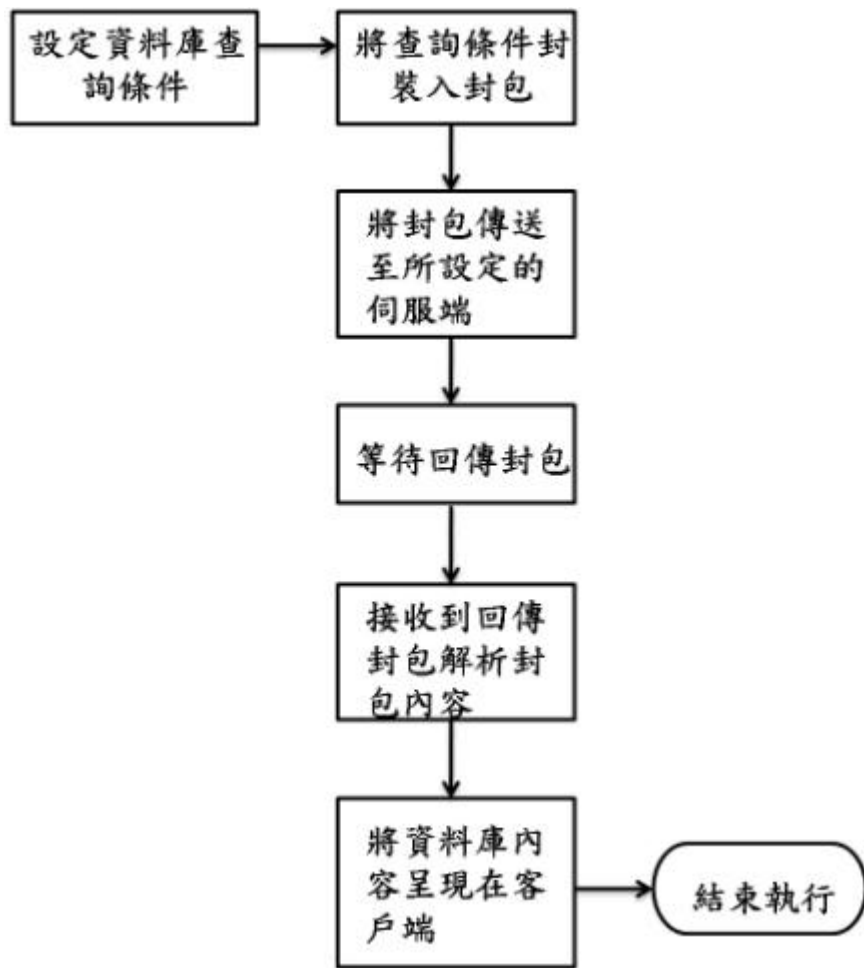 設定資料庫查
詢條件
將查詢條件封
裝入封包
將封包傳送
至所設定的
伺服端
等待回傳封包
接收到回傳
封包解析封
包內容
將資料庫內
容呈現在客
戶端
結束執行